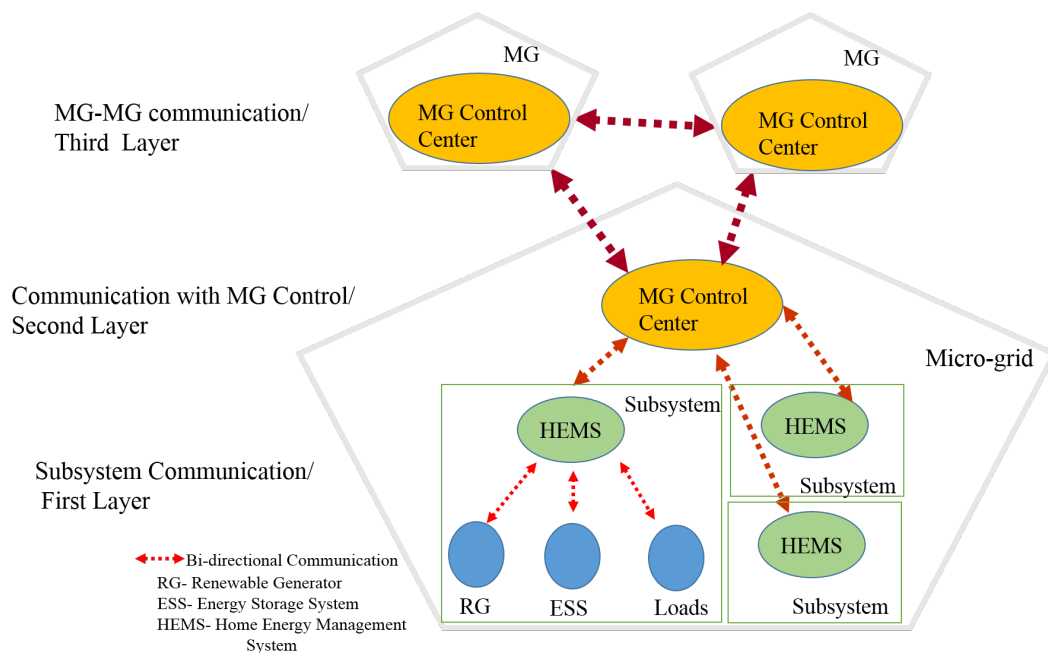 MG
MG
MG Control
Center
MG Control
Center
MG-MG communication/
Third Layer
Communication with MG Control/
Second Layer
MG Control
Center
Micro-grid
Subsystem
HEMS
HEMS
Subsystem
Subsystem Communication/
First Layer
HEMS
Subsystem
RG
ESS
Loads
Bi-directional Communication
RG- Renewable Generator
ESS- Energy Storage System
HEMS- Home Energy Management
System